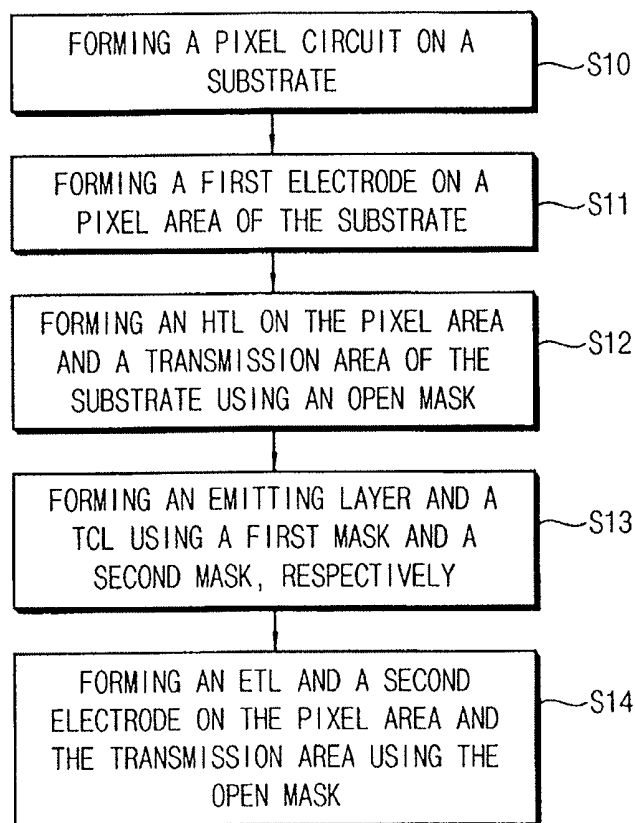 FORMING A PIXEL CIRCUIT ON A
SUBSTRATE
S10
FORMING A FIRST ELECTRODE ON A
PIXEL AREA OF THE SUBSTRATE
S11
FORMING AN HTL ON THE PIXEL AREA
AND A TRANSMISSION AREA OF THE
SUBSTRATE USING AN OPEN MASK
S12
FORMING AN EMITTING LAYER AND A
TCL USING A FIRST MASK AND A
SECOND MASK, RESPECTIVELY
S13
FORMING AN ETL AND A SECOND
ELECTRODE ON THE PIXEL AREA AND
THE TRANSMISSION AREA USING THE
OPEN MASK
S14